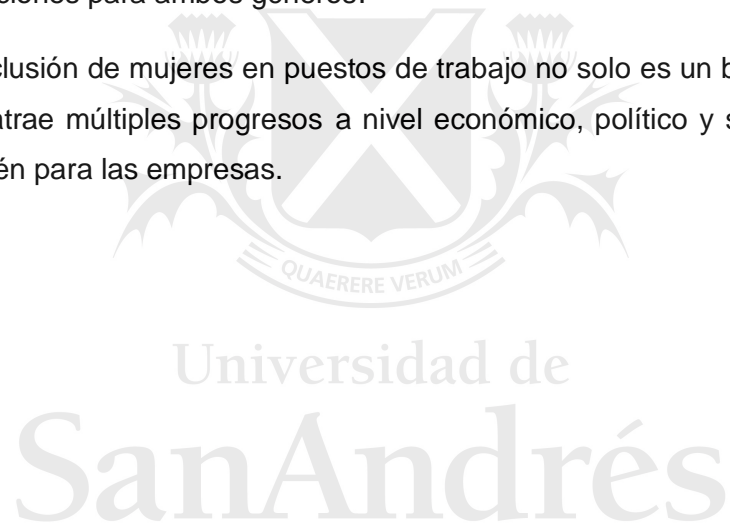 ciones para ambos géneros.
clusión de mujeres en puestos de trabajo no solo es un b
atrae múltiples progresos a nivel económico, político y s
én para las empresas.
QUAERERE VERUM
Universidad de
SanAndrés